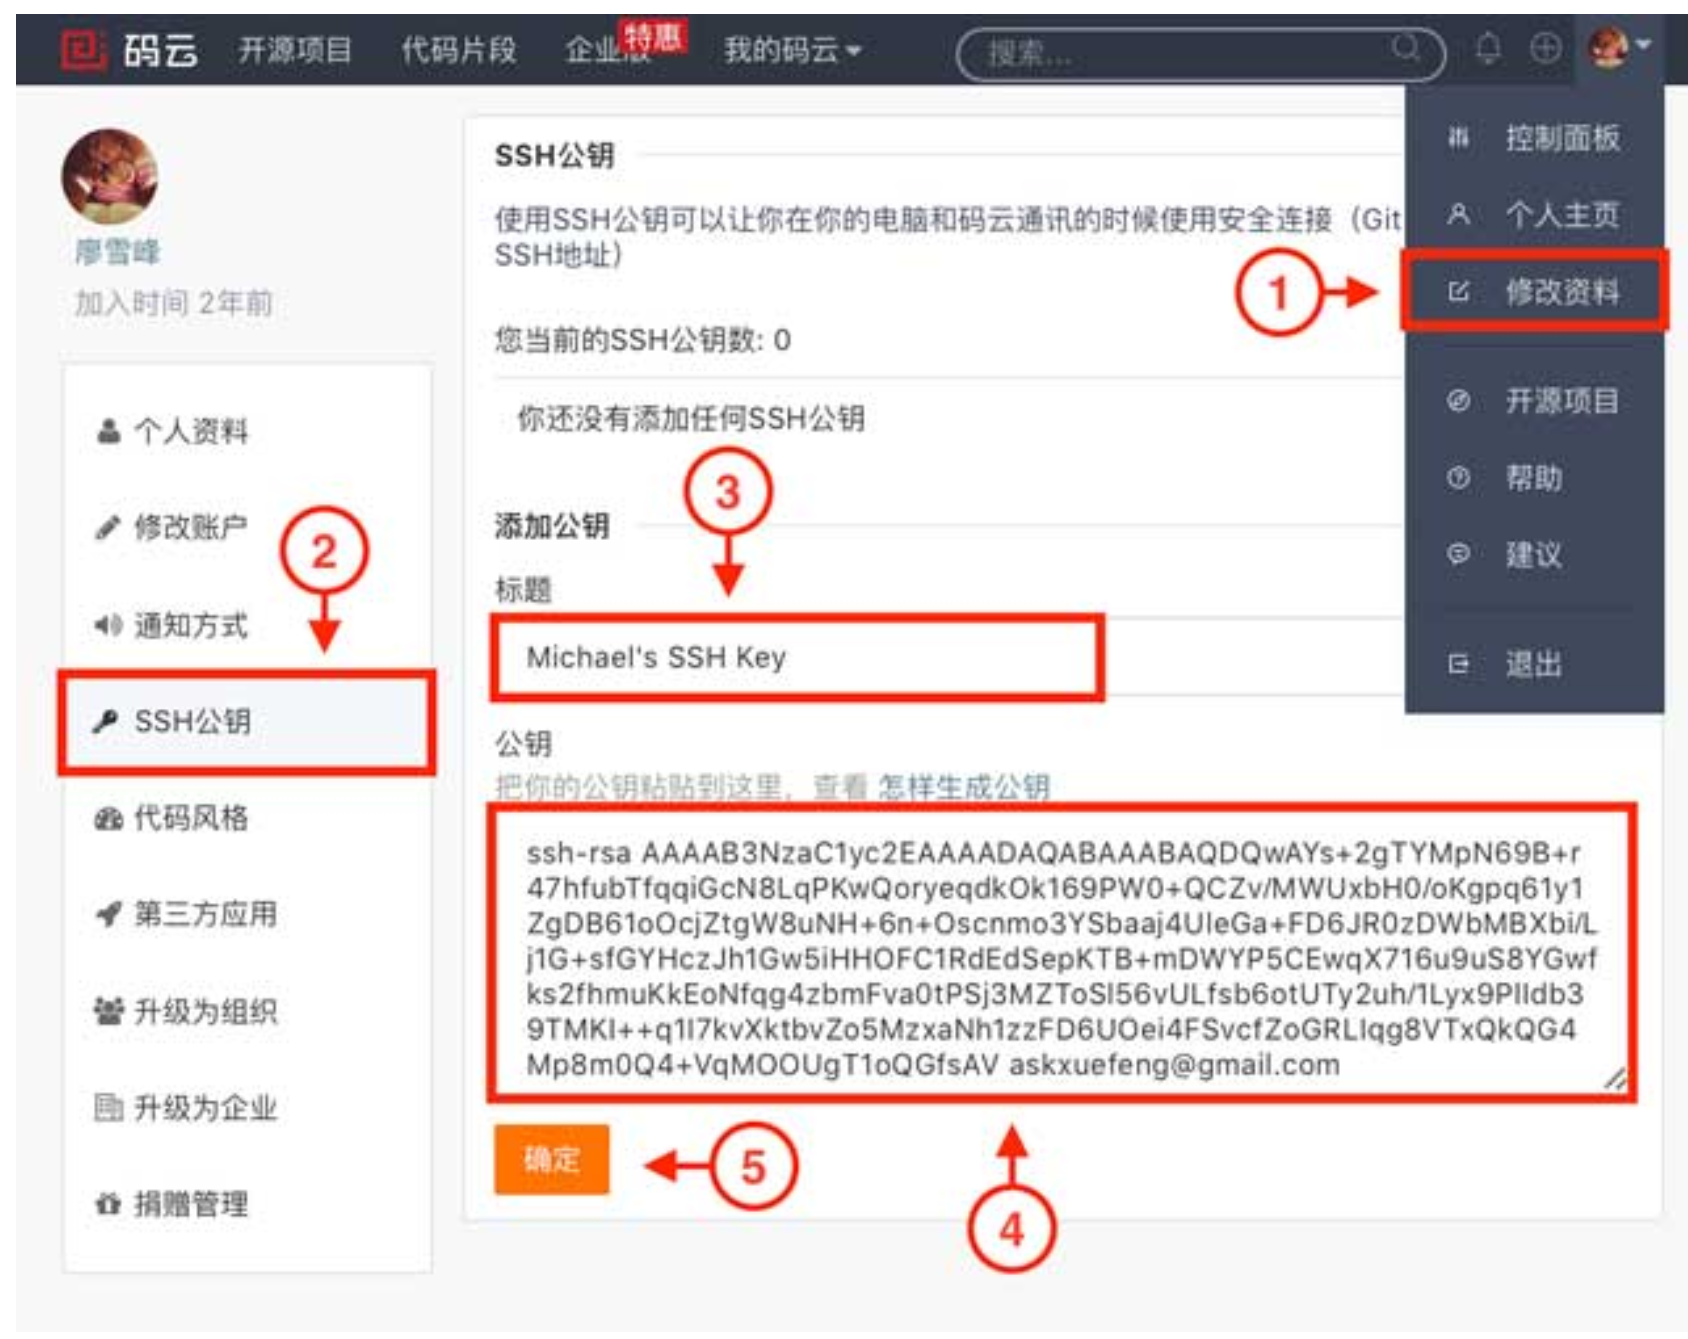 码云 开源项目 代码片段 企业版 特惠 我的码云 搜索...
廖雪峰
加入时间 2年前
个人资料
修改账户
2
通知方式
SSH公钥
代码风格
第三方应用
升级为组织
升级为企业
捐赠管理
SSH公钥
使用SSH公钥可以让你在你的电脑和码云通讯的时候使用安全连接（Git
SSH地址）
1
您当前的SSH公钥数: 0
你还没有添加任何SSH公钥
3
添加公钥
标题
Michael's SSH Key
公钥
把你的公钥粘贴到这里，查看 怎样生成公钥
ssh-rsa AAAAB3NzaC1yc2EAAAADAQABAAABAQDQwAYs+2gTYMpN69B+r
47hfubTfqqiGcN8LqPKwQoryeqdkOk169PW0+QCZv/MWUxbH0/oKgpq61y1
ZgDB61oOcjZtgW8uNH+6n+Oscnmo3YSbaaj4UleGa+FD6JR0zDWbMBXbi/L
j1G+sfGYHczJh1Gw5iHHOFC1RdEdSepKTB+mDWYP5CEwqX716u9uS8YGwf
ks2fhmuKkEoNfqg4zbmFva0tPSj3MZToSl56vULfsb6otUTy2uh/1Lyx9PlIdb3
9TMKI++q1l7kvXktbvZo5MzxaNh1zzFD6UOei4FSvcfZoGRLIqg8VTxQkQG4
Mp8m0Q4+VqMOOUgT1oQGfsAV askxuefeng@gmail.com
确定
5
4
控制面板
个人主页
修改资料
开源项目
帮助
建议
退出